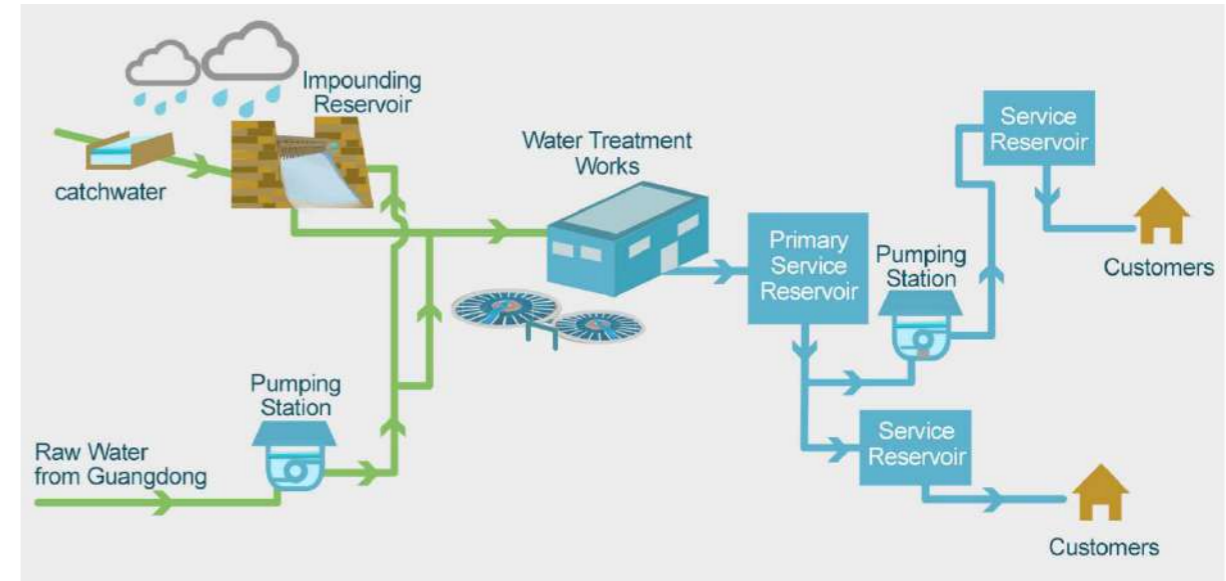 Impounding
Reservoir
catchwater
Water Treatment
Works
Service
Reservoir
Customers
Primary
Service
Reservoir
Pumping
Station
Pumping
Station
Raw Water
from Guangdong
Service
Reservoir
Customers